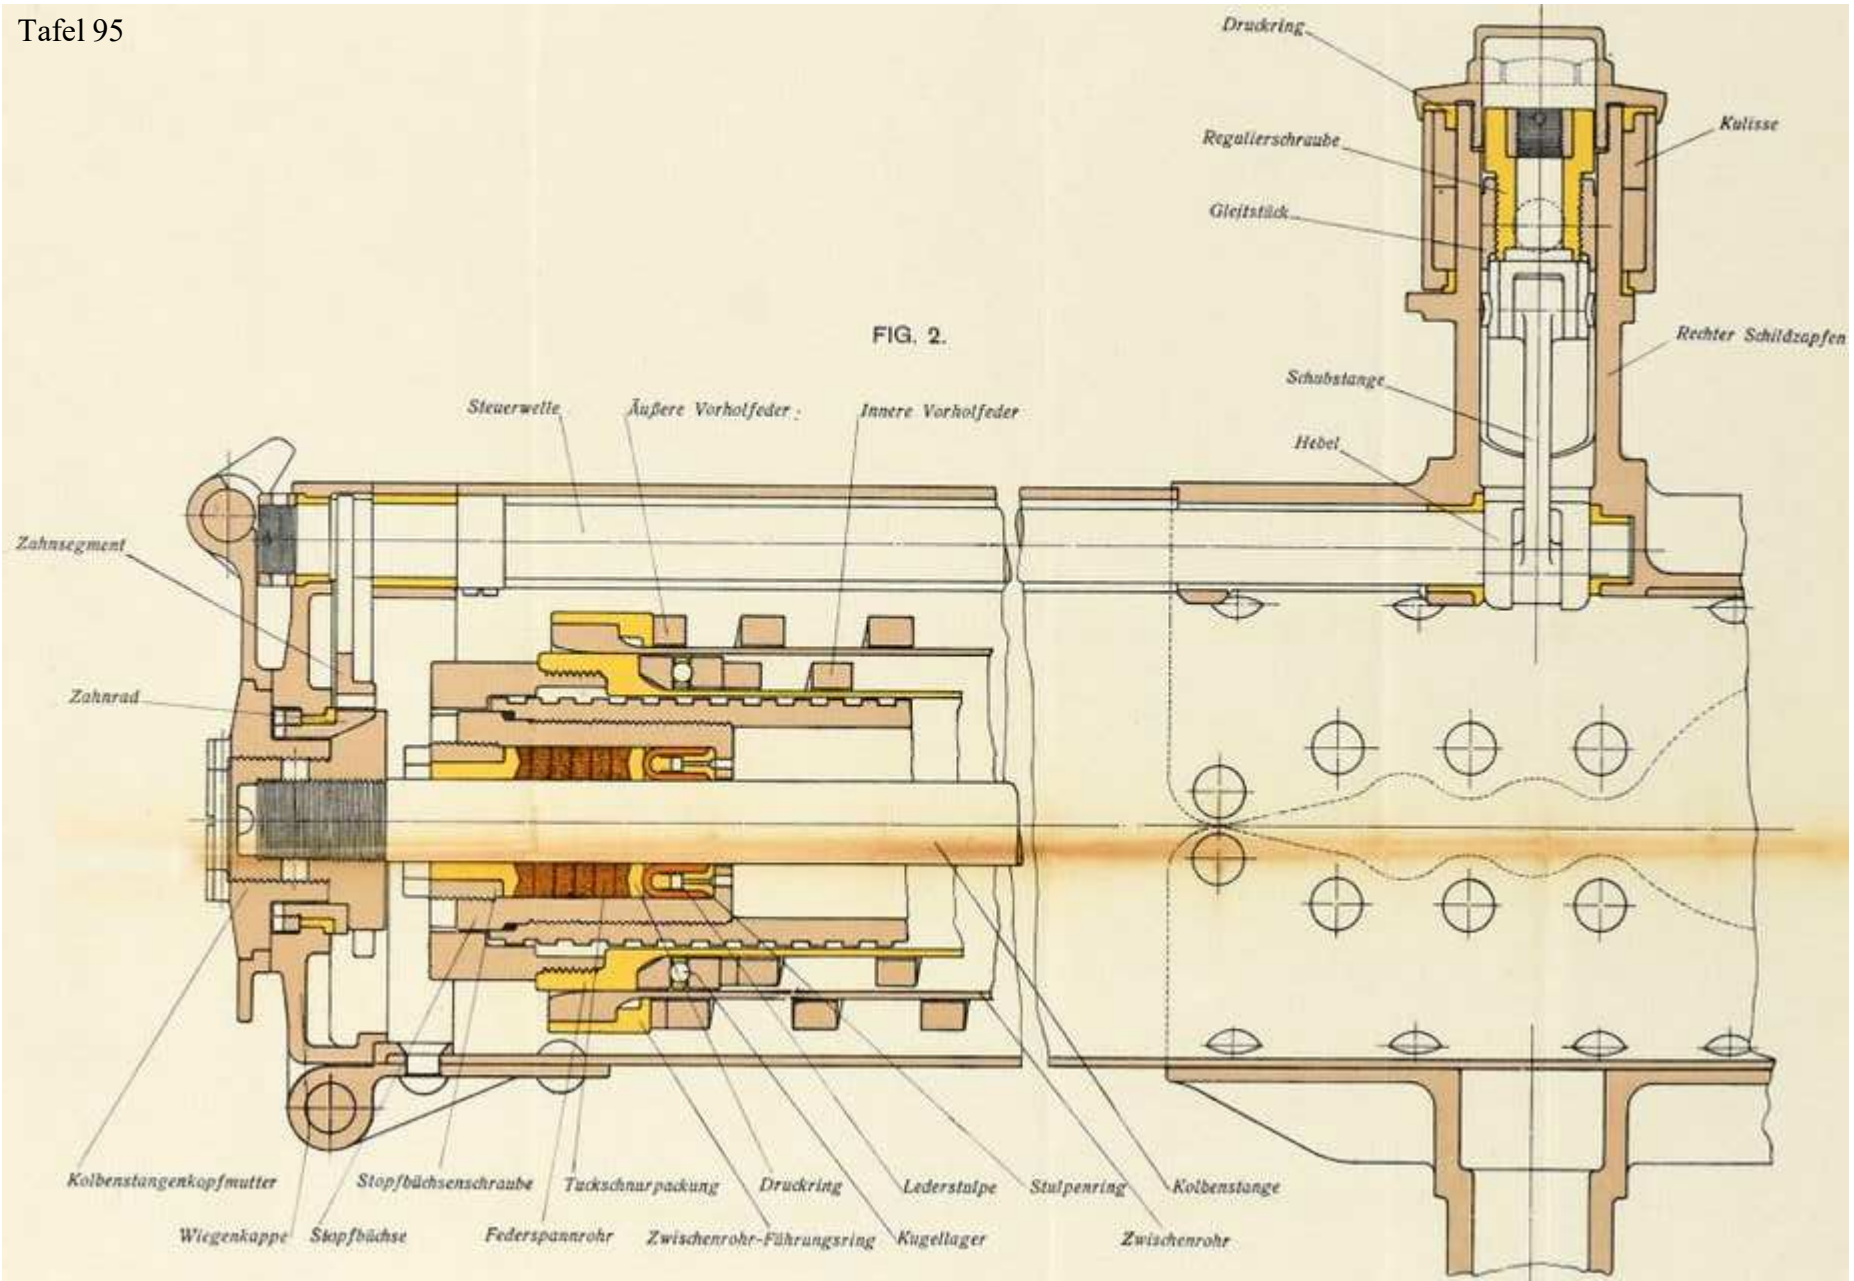 Tafel 95
Druckring
Regulierschraube
Kulisse
Gleitstück
FIG. 2.
Rechter Schildzapfen
Schubstange
Steuerwelle
Äußere Vorholfeder
Innere Vorholfeder
Hebel
Zahnsegment
Zahnrad
Kolbenstangenkopfmutter
Stopfbüchsenschraube
Tuckschnurpackung
Druckring
Lederstulpe
Stulpenring
Kolbenstange
Wiegenkappe
Stopfbüchse
Federspannrohr
Zwischenrohr-Führungsring
Kugellager
Zwischenrohr